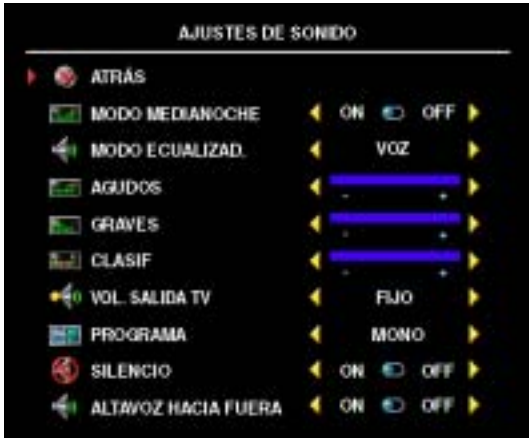 AJUSTES DE SONIDO
ATRÁS
MODO MEDIANOCHE ON OFF
MODO ECUALIZAD. VOZ
AGUDOS - +
GRAVES - +
CLASIF - +
VOL. SALIDA TV FIJO
PROGRAMA MONO
SILENCIO ON OFF
ALTAVOZ HACIA FUERA ON OFF